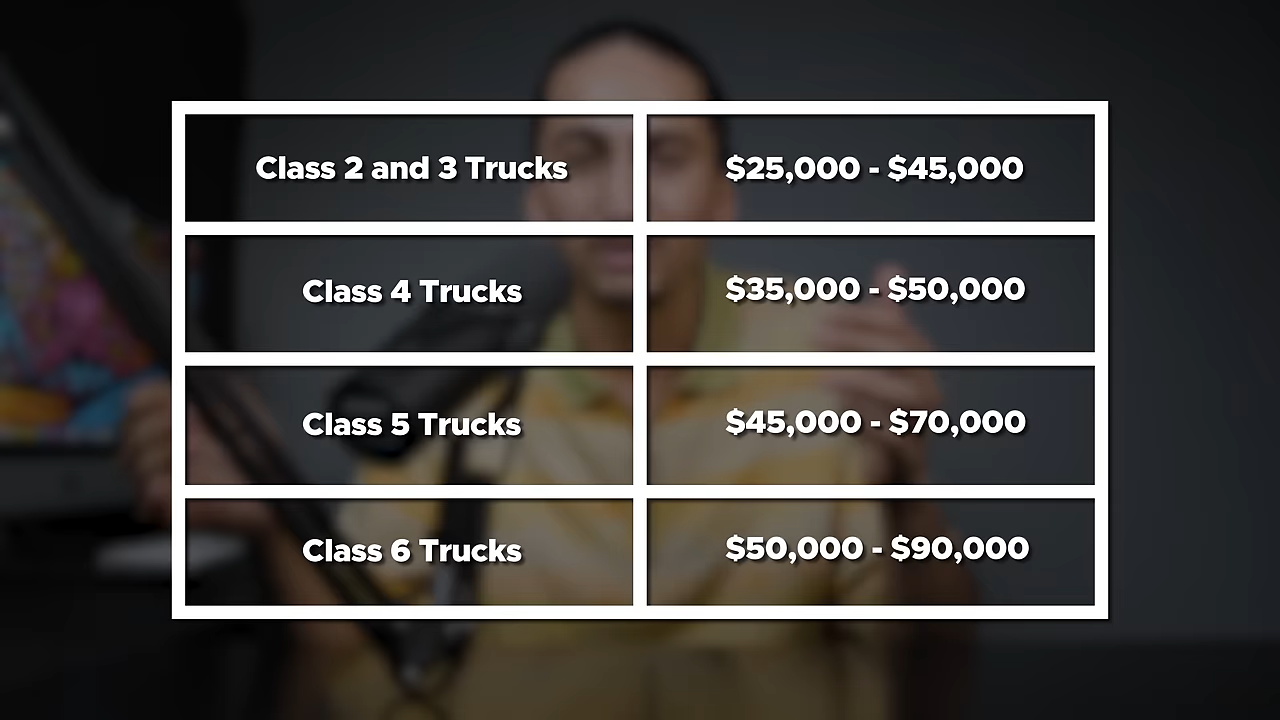 Class 2 and 3 Trucks $25,000 - $45,000
Class 4 Trucks $35,000 - $50,000
Class 5 Trucks $45,000 - $70,000
Class 6 Trucks $50,000 - $90,000